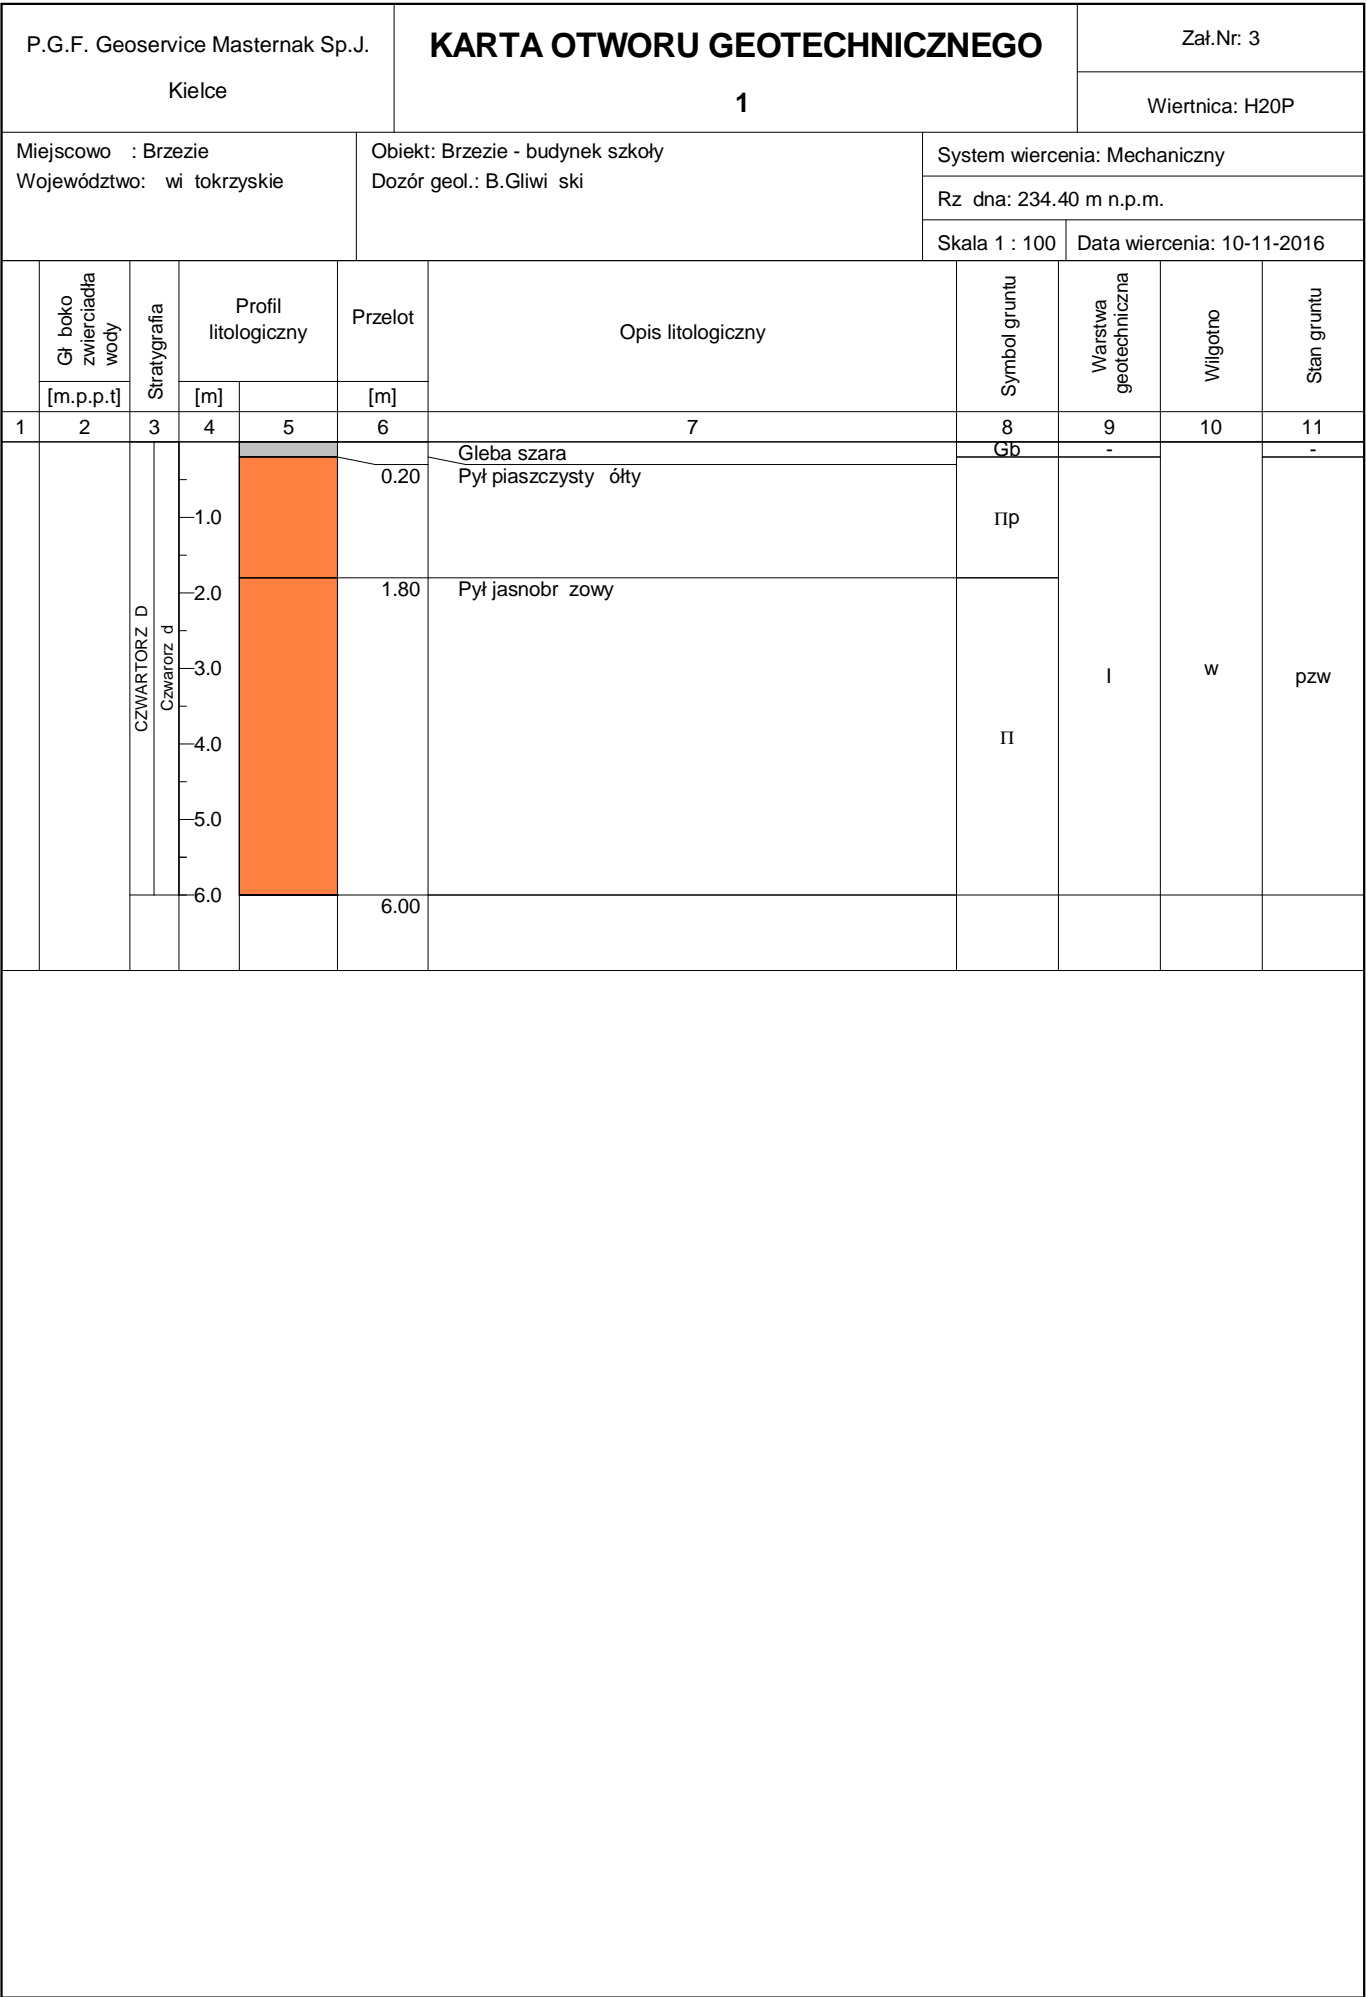 P.G.F. Geoservice Masternak Sp.J.
Kielce
KARTA OTWORU GEOTECHNICZNEGO
1
Zał.Nr: 3
Wiertnica: H20P
Miejscowo : Brzezie
Województwo: wi tokrzyskie
Obiekt: Brzezie - budynek szkoły
Dozór geol.: B.Gliwi ski
System wiercenia: Mechaniczny
Rz dna: 234.40 m n.p.m.
Skala 1 : 100
Data wiercenia: 10-11-2016
Gł boko
zwierciadła
wody
[m.p.p.t]
Stratygrafia
Profil
litologiczny
[m]
Przelot
[m]
Opis litologiczny
Symbol gruntu
Warstwa
geotechniczna
Wilgotno
Stan gruntu
1 2 3 4 5 6 7 8 9 10 11
Gleba szara
Gb
-
-
0.20
Pył piaszczysty ółty
1.0
Πp
1.80
Pył jasnobr zowy
2.0
CZWARTORZ D
Czwarorz d
3.0
I
w
pzw
4.0
Π
5.0
6.0
6.00